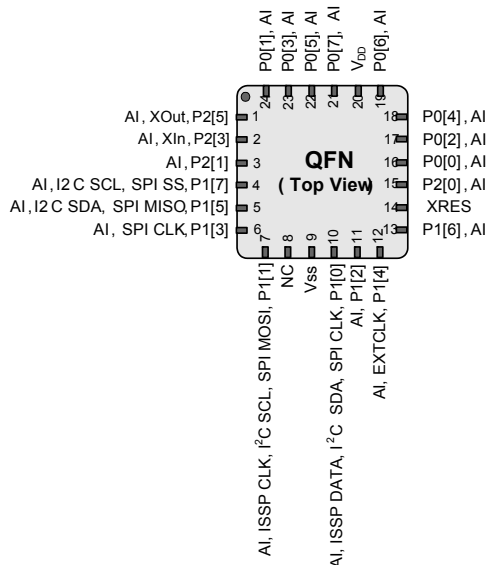 P0[1], AI
P0[3], AI
P0[5], AI
P0[7], AI
VDD
P0[6], AI
24
23
22
21
20
19
AI, XOut, P2[5]
1
AI, XIn, P2[3]
2
AI, P2[1]
3
AI, I2 C SCL, SPI SS, P1[7]
4
AI, I2 C SDA, SPI MISO, P1[5]
5
AI, SPI CLK, P1[3]
6
QFN
( Top View)
18
P0[4], AI
17
P0[2], AI
16
P0[0], AI
15
P2[0], AI
14
XRES
13
P1[6], AI
7
8
9
10
11
12
AI, ISSP CLK, I²C SCL, SPI MOSI, P1[1]
NC
Vss
AI, ISSP DATA, I²C SDA, SPI CLK, P1[0]
AI, P1[2]
AI, EXTCLK, P1[4]